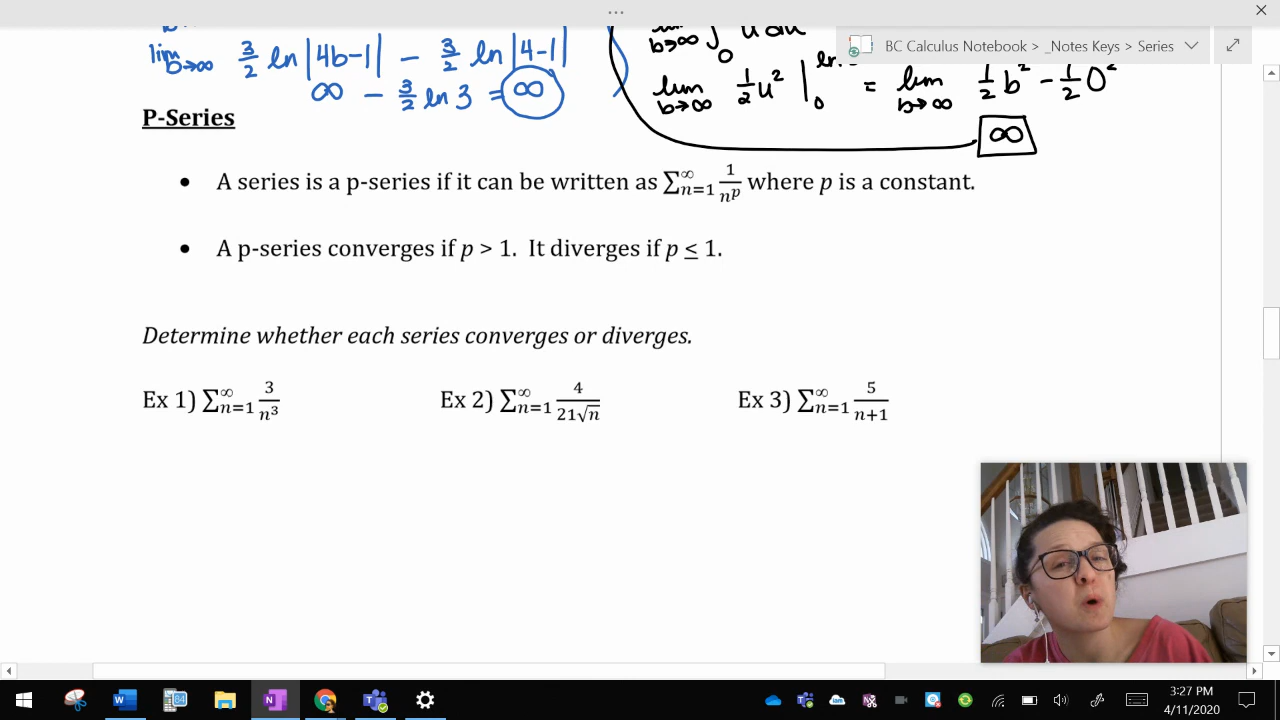 BC Calculus Notebook > _Notes Keys > Series
lim b→∞ 3/2 ln|4b−1| − 3/2 ln|4−1|
∞ − 3/2 ln 3 = ∞
b→∞ ∫ 0 u du
lim b→∞ 1/2 u² | 0 = lim b→∞ 1/2 b² − 1/2 0²
∞
P-Series
• A series is a p-series if it can be written as ∑ₙ₌₁^∞ 1/nᵖ where p is a constant.
• A p-series converges if p > 1. It diverges if p ≤ 1.
Determine whether each series converges or diverges.
Ex 1) ∑ₙ₌₁^∞ 3/n³ Ex 2) ∑ₙ₌₁^∞ 4/21√n Ex 3) ∑ₙ₌₁^∞ 5/n+1
3:27 PM
4/11/2020